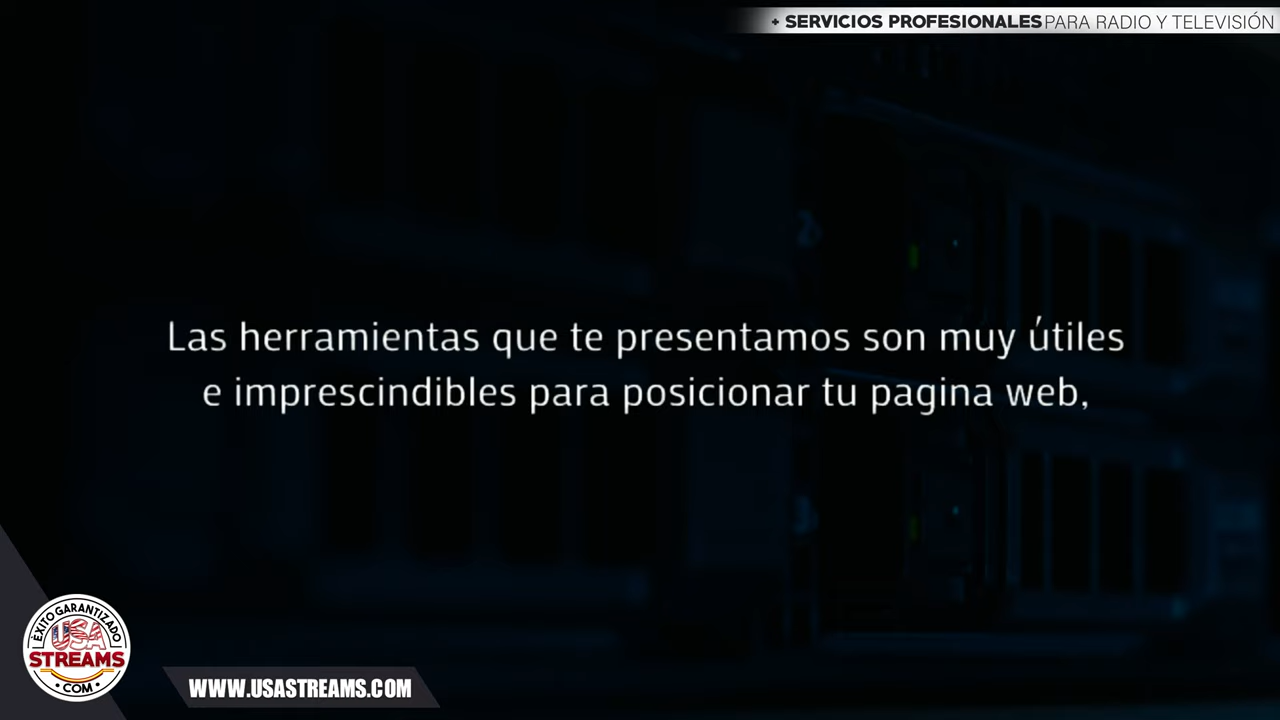 + SERVICIOS PROFESIONALES PARA RADIO Y TELEVISIÓN
Las herramientas que te presentamos son muy útiles
e imprescindibles para posicionar tu pagina web,
ÉXITO GARANTIZADO
USA
STREAMS
• COM •
WWW.USASTREAMS.COM